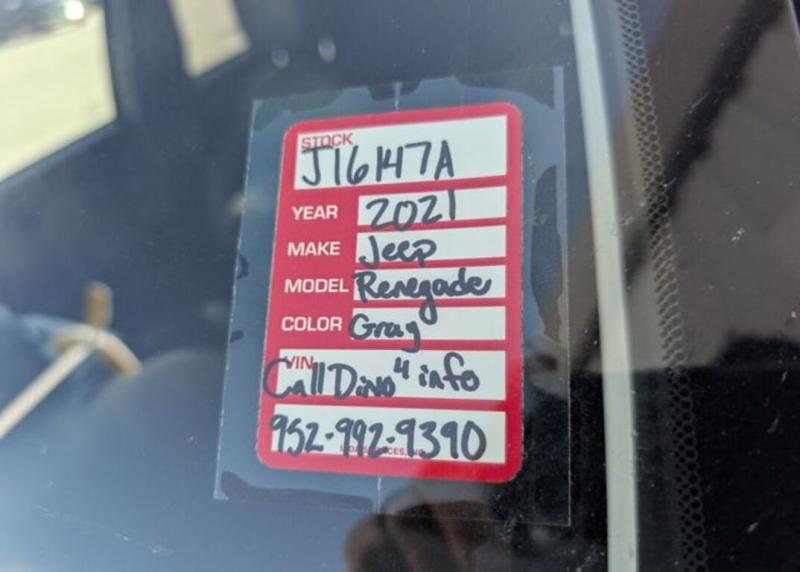 STOCK
J16147A
YEAR 2021
MAKE Jeep
MODEL Renegade
COLOR Gray
VIN
Call Dino 4 info
952-992-9390